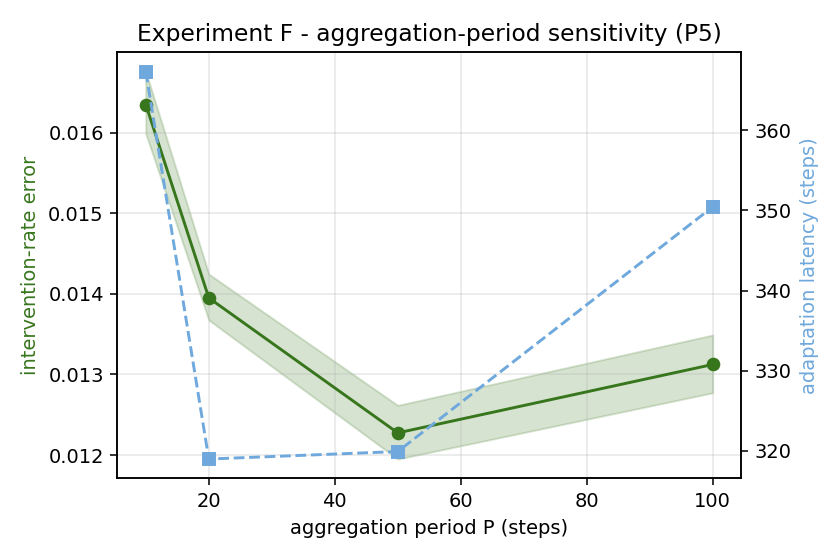 Experiment F - aggregation-period sensitivity (P5)
intervention-rate error
0.016
0.015
0.014
0.013
0.012
360
350
340
330
320
adaptation latency (steps)
20 40 60 80 100
aggregation period P (steps)